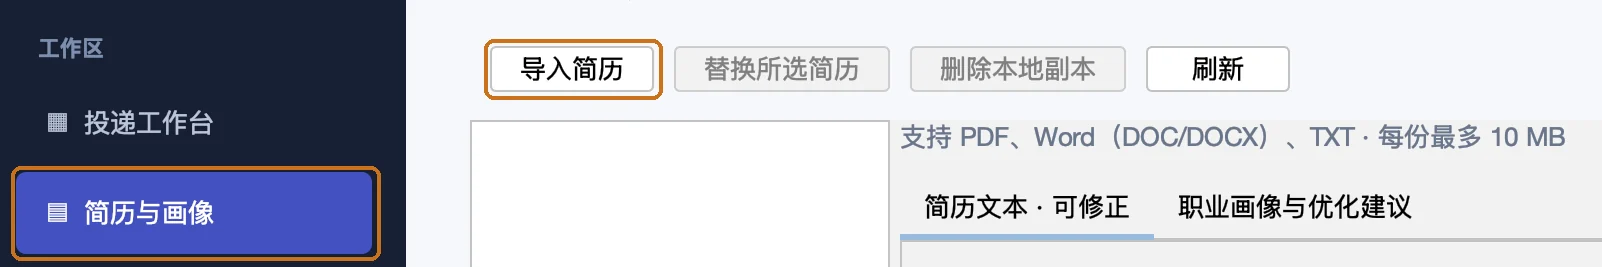 工作区
投递工作台
简历与画像
导入简历 替换所选简历 删除本地副本 刷新
支持 PDF、Word（DOC/DOCX）、TXT · 每份最多 10 MB
简历文本 · 可修正 职业画像与优化建议